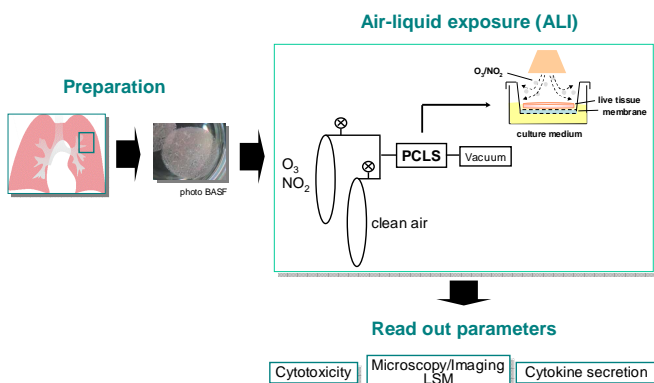 Air-liquid exposure (ALI)
Preparation
photo BASF
O3/NO2
live tissue
membrane
culture medium
O3
NO2
PCLS
Vacuum
clean air
Read out parameters
Cytotoxicity
Microscopy/Imaging
LSM
Cytokine secretion